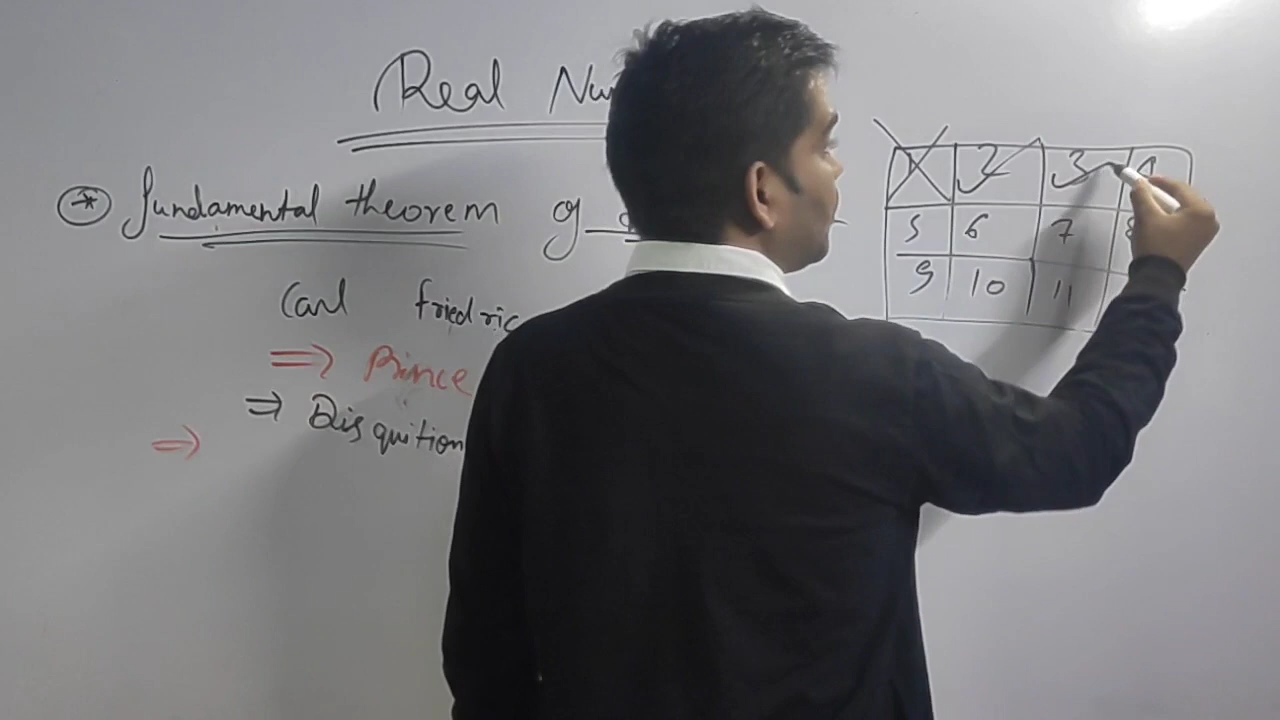 Real Nu
* fundamental theorem of
Carl friedric
⇒ Prince
⇒ Disquition
⇒
1 2 3 4
5 6 7 8
9 10 11